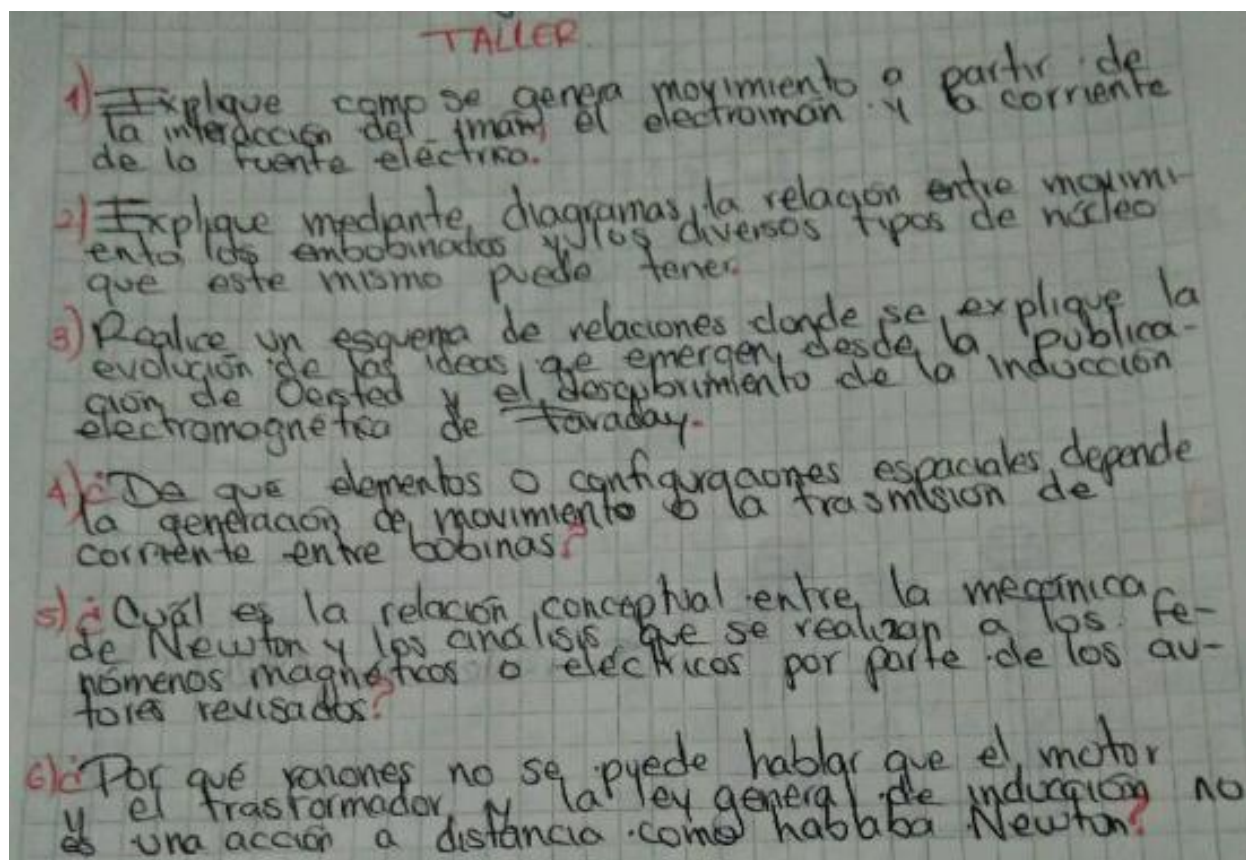 TALLER
1) Explique como se genera movimiento a partir de
la interacción del iman, el electroimán y la corriente
de la fuente eléctrica.
2) Explique mediante diagramas, la relación entre movimi-
ento los embobinados y los diversos tipos de núcleo
que este mismo puede tener.
3) Realice un esquema de relaciones donde se explique la
evolución de las ideas que emergen, desde la publica-
ción de Oersted y el descubrimiento de la inducción
electromagnética de Faraday.
4) ¿De que elementos o configuraciones espaciales, depende
la generación de movimiento o la trasmisión de
corriente entre bobinas?
5) ¿Cuál es la relación conceptual entre la mecánica
de Newton y los análisis que se realizan a los fe-
nómenos magnéticos o eléctricos por parte de los au-
tores revisados?
6) ¿Por qué razones no se puede hablar que el motor
y el trasformador y la ley general de inducción no
es una acción a distancia como hablaba Newton?